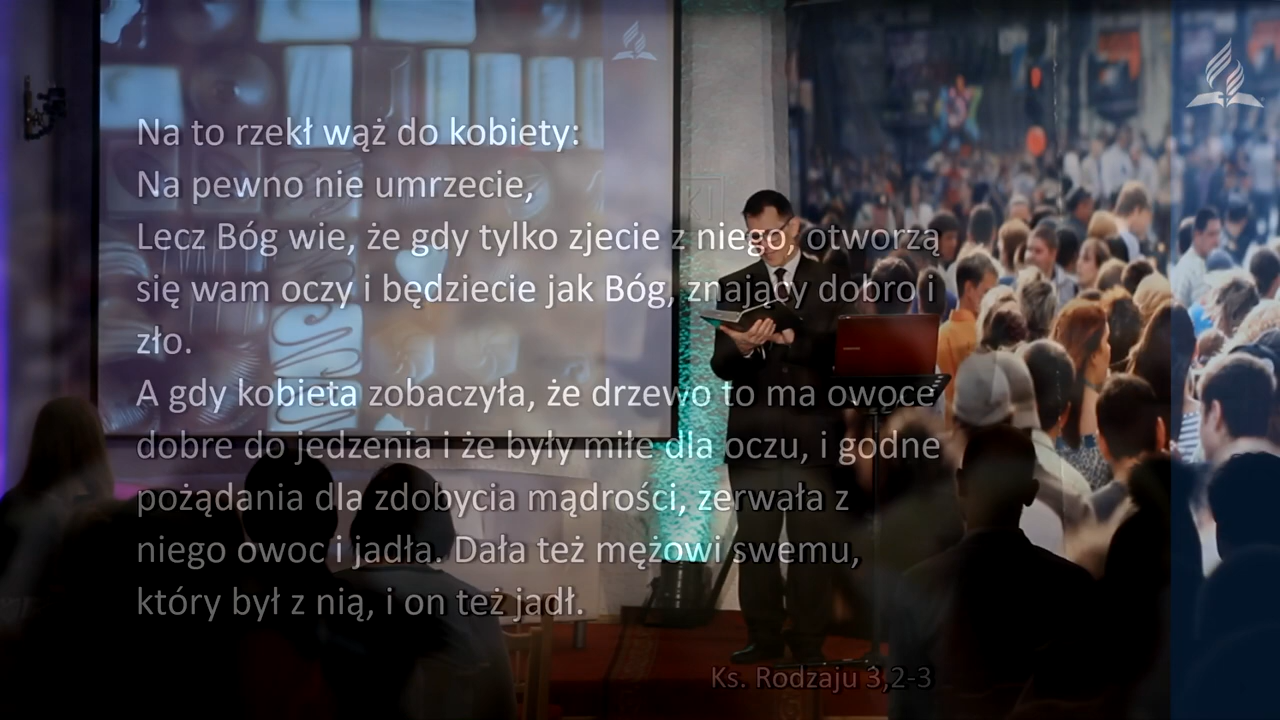 Na to rzekł wąż do kobiety:
Na pewno nie umrzecie,
Lecz Bóg wie, że gdy tylko zjecie z niego, otworzą
się wam oczy i będziecie jak Bóg, znający dobro i
zło.
A gdy kobieta zobaczyła, że drzewo to ma owoce
dobre do jedzenia i że były miłe dla oczu, i godne
pożądania dla zdobycia mądrości, zerwała z
niego owoc i jadła. Dała też mężowi swemu,
który był z nią, i on też jadł.
Ks. Rodzaju 3,2-3